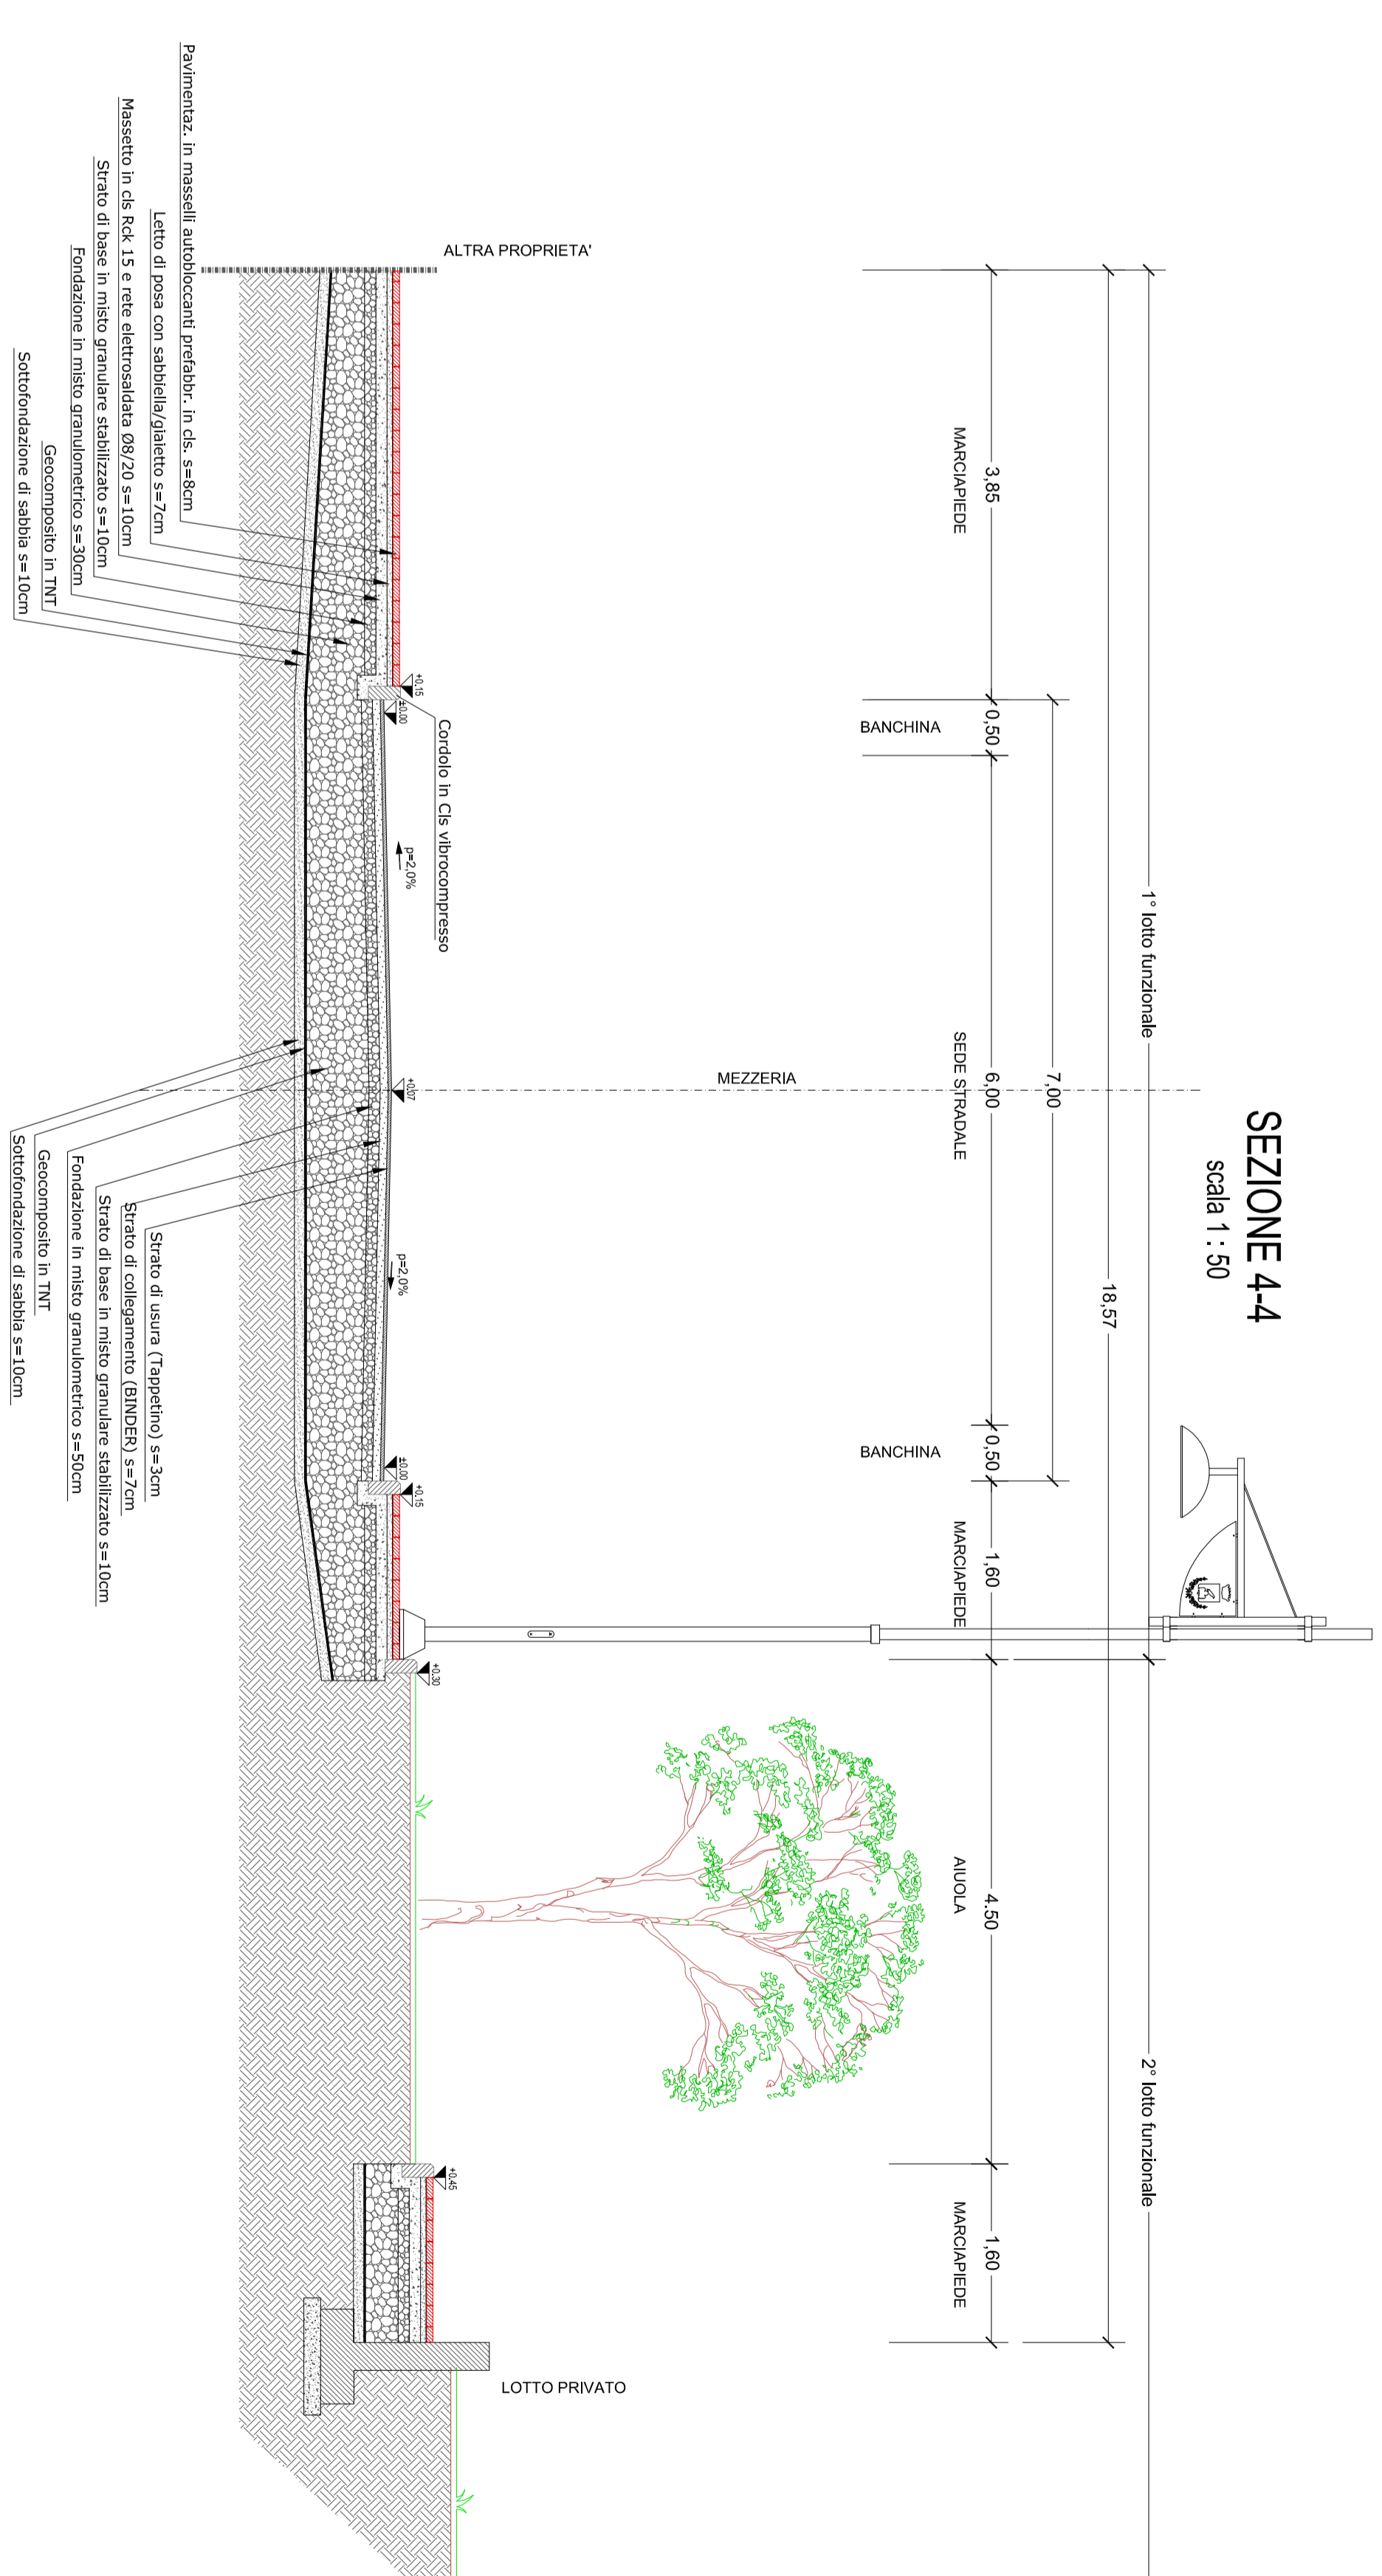 SEZIONE 4-4
scala 1 : 50
1° lotto funzionale
2° lotto funzionale
18,57
7,00
3,85
0,50
6,00
0,50
1,60
4.50
1,60
MARCIAPIEDE
BANCHINA
SEDE STRADALE
BANCHINA
MARCIAPIEDE
AIUOLA
MARCIAPIEDE
MEZZERIA
ALTRA PROPRIETA'
LOTTO PRIVATO
Cordolo in Cls vibrocompresso
+0.15
±0.00
p=2,0%
+0.07
p=2,0%
±0.00
+0.15
+0.30
+0.45
Pavimentaz. in masselli autobloccanti prefabbr. in cls. s=8cm
Letto di posa con sabbiella/giaietto s=7cm
Massetto in cls Rck 15 e rete elettrosaldata Ø8/20 s=10cm
Strato di base in misto granulare stabilizzato s=10cm
Fondazione in misto granulometrico s=30cm
Geocomposito in TNT
Sottofondazione di sabbia s=10cm
Strato di usura (Tappetino) s=3cm
Strato di collegamento (BINDER) s=7cm
Strato di base in misto granulare stabilizzato s=10cm
Fondazione in misto granulometrico s=50cm
Geocomposito in TNT
Sottofondazione di sabbia s=10cm